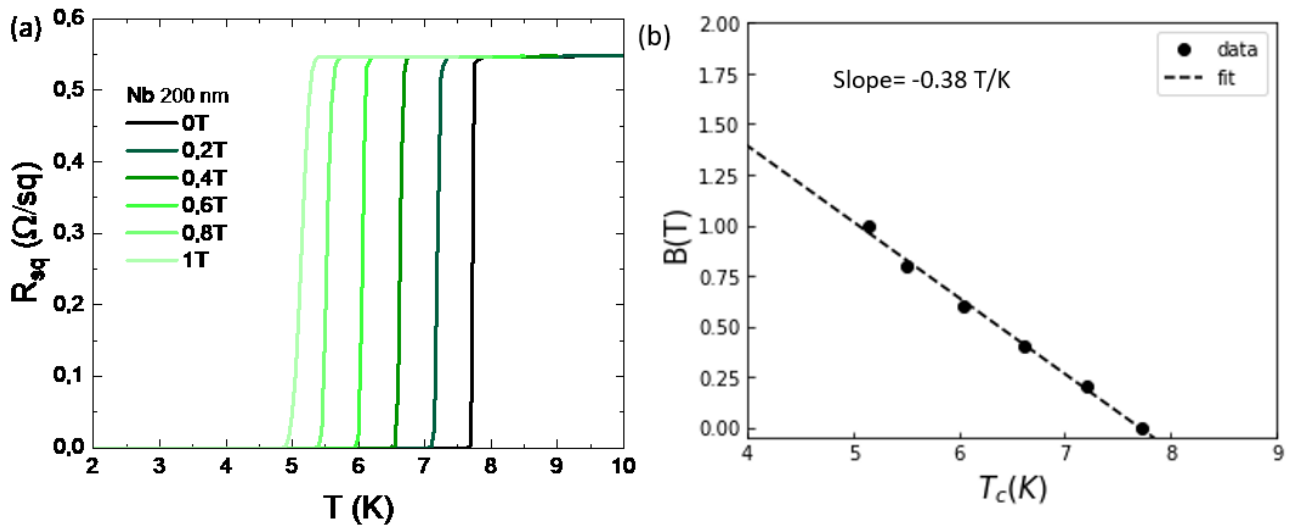 (a)
R_sq (Ω/sq)
0,6
0,5
0,4
0,3
0,2
0,1
0,0
Nb 200 nm
0T
0,2T
0,4T
0,6T
0,8T
1T
2 3 4 5 6 7 8 9 10
T (K)
(b)
B(T)
2.00
1.75
1.50
1.25
1.00
0.75
0.50
0.25
0.00
Slope= -0.38 T/K
data
fit
4 5 6 7 8 9
T_c(K)